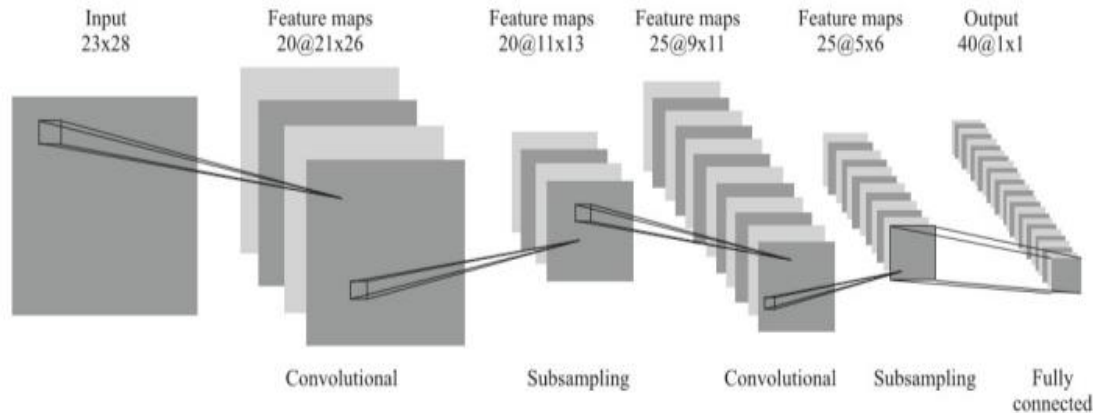 Input
23x28
Feature maps
20@21x26
Feature maps
20@11x13
Feature maps
25@9x11
Feature maps
25@5x6
Output
40@1x1
Convolutional
Subsampling
Convolutional
Subsampling
Fully
connected